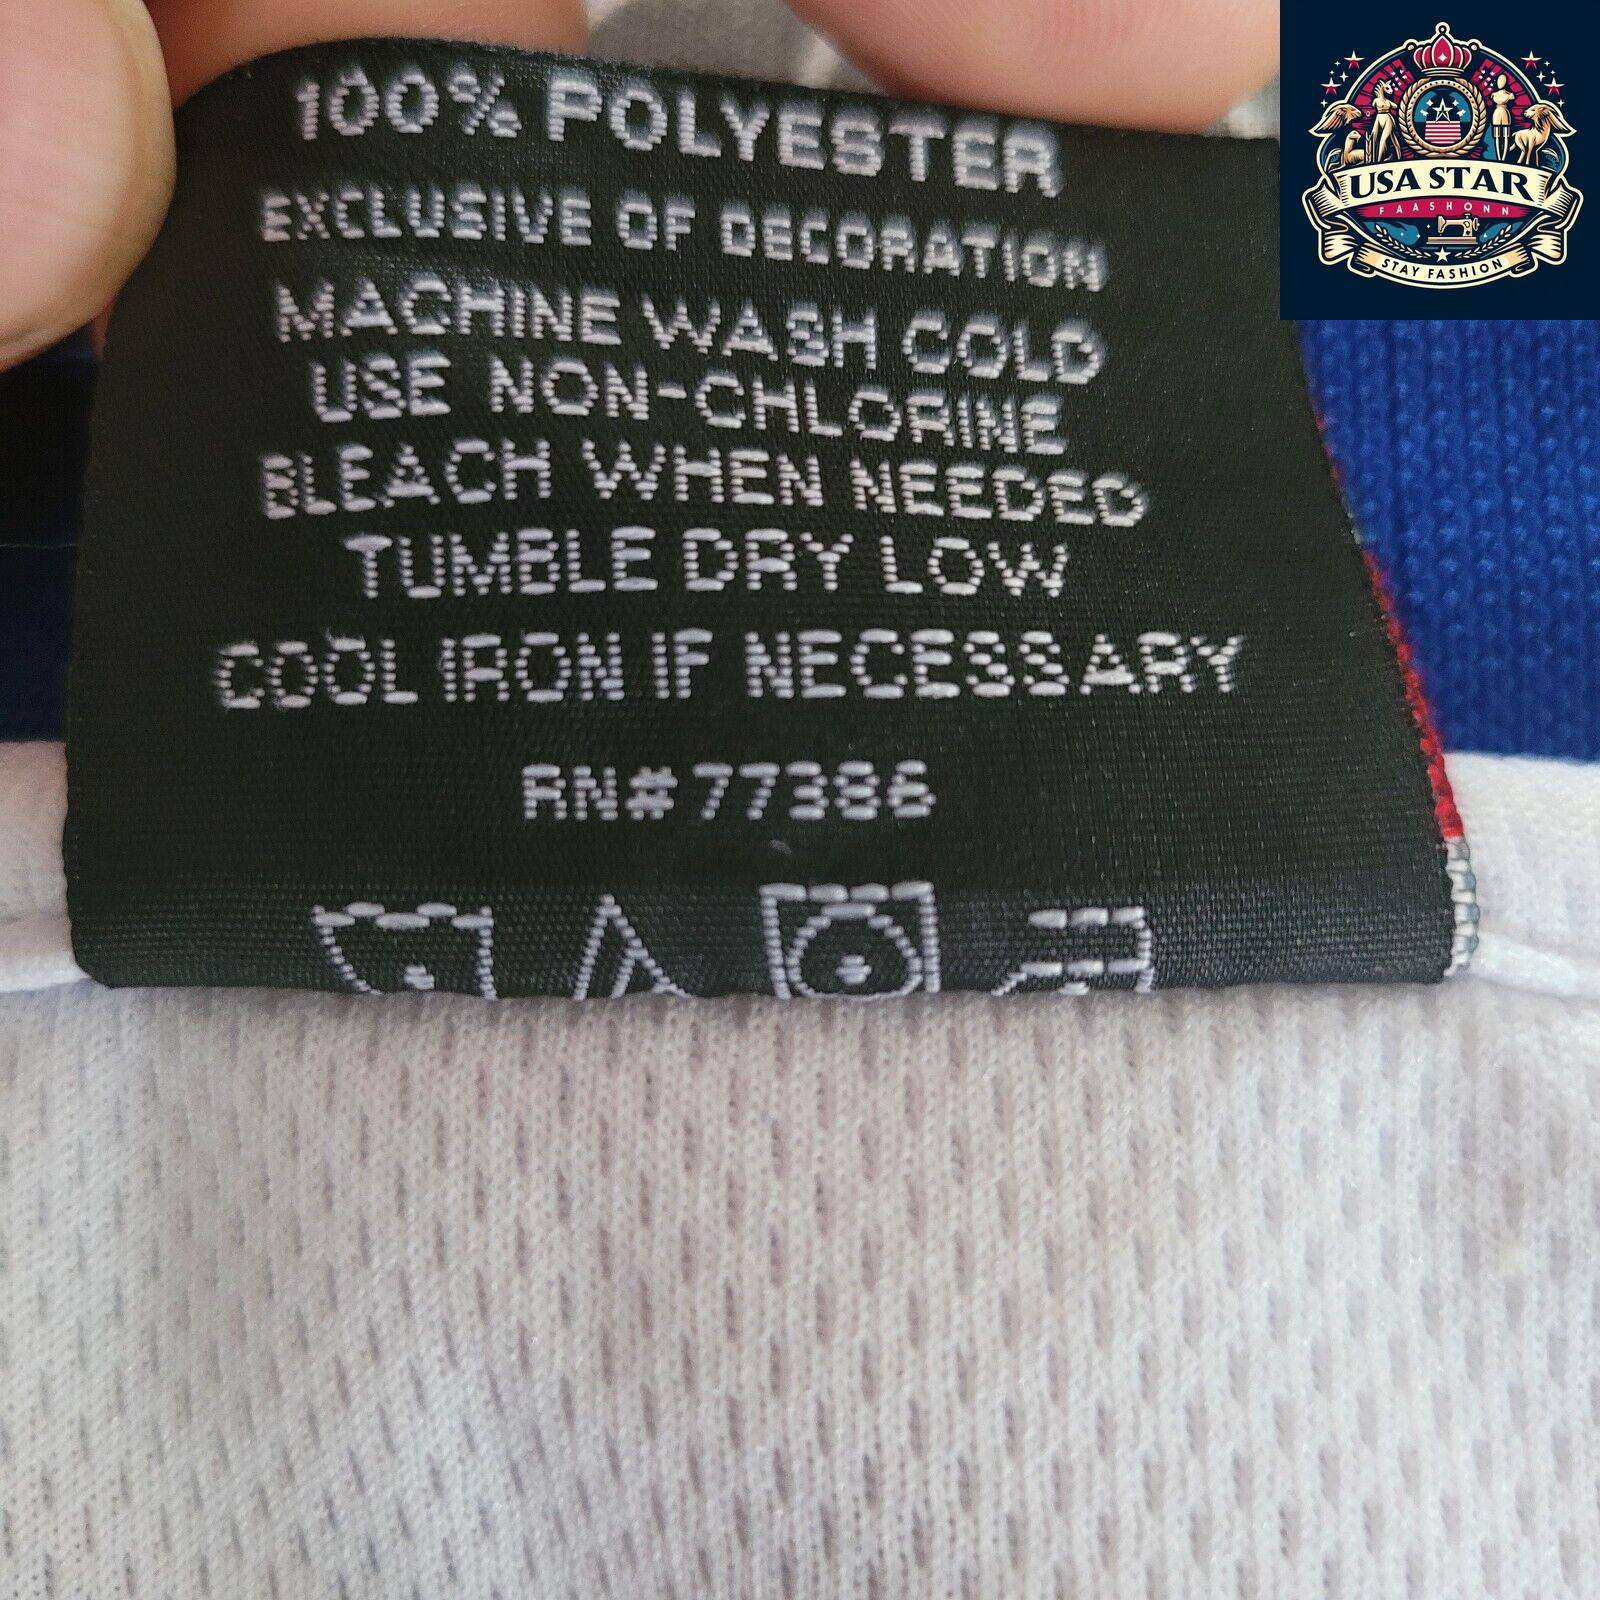 100% POLYESTER
EXCLUSIVE OF DECORATION
MACHINE WASH COLD
USE NON-CHLORINE
BLEACH WHEN NEEDED
TUMBLE DRY LOW
COOL IRON IF NECESSARY
RN# 77386
USA STAR
FAASHONN
STAY FASHION